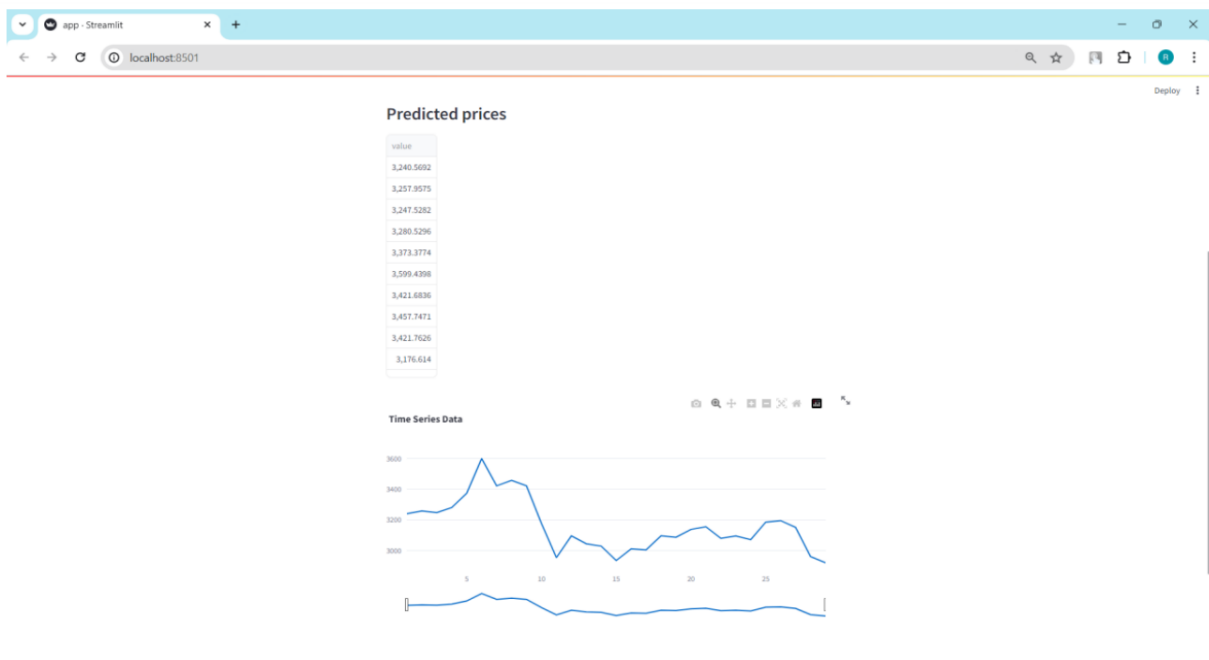 app - Streamlit
localhost:8501
R
Deploy
Predicted prices
value
3,240.5692
3,257.9575
3,247.5282
3,280.5296
3,373.3774
3,599.4398
3,421.6836
3,457.7471
3,421.7626
3,176.614
Time Series Data
3600
3400
3200
3000
5 10 15 20 25